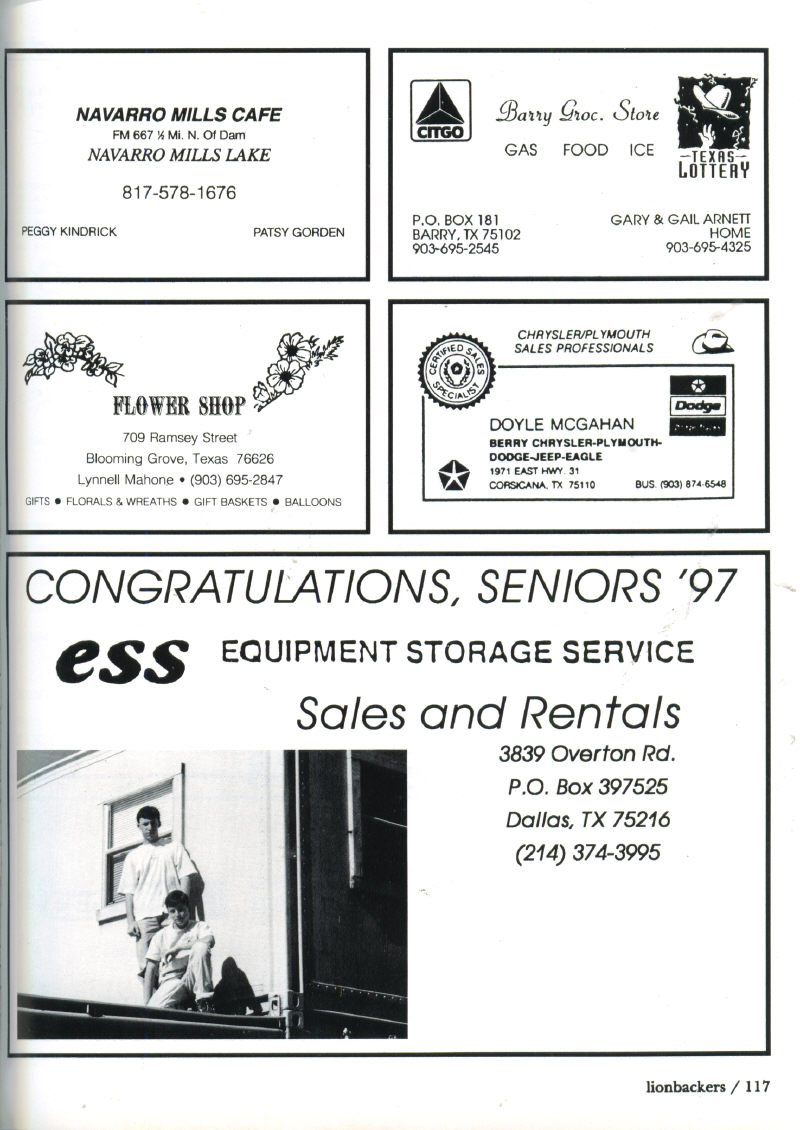 NAVARRO MILLS CAFE
FM 667 ½ Mi. N. Of Dam
NAVARRO MILLS LAKE
817-578-1676
PEGGY KINDRICK PATSY GORDEN
CITGO
Barry Groc. Store
GAS FOOD ICE
TEXAS
LOTTERY
P.O. BOX 181
BARRY, TX 75102
903-695-2545
GARY & GAIL ARNETT
HOME
903-695-4325
FLOWER SHOP
709 Ramsey Street
Blooming Grove, Texas 76626
Lynnell Mahone • (903) 695-2847
GIFTS • FLORALS & WREATHS • GIFT BASKETS • BALLOONS
CERTIFIED SALES SPECIALIST
CHRYSLER/PLYMOUTH
SALES PROFESSIONALS
Dodge
DOYLE MCGAHAN
BERRY CHRYSLER-PLYMOUTH-
DODGE-JEEP-EAGLE
1971 EAST HWY. 31
CORSICANA, TX 75110 BUS. (903) 874-6548
CONGRATULATIONS, SENIORS '97
ess EQUIPMENT STORAGE SERVICE
Sales and Rentals
3839 Overton Rd.
P.O. Box 397525
Dallas, TX 75216
(214) 374-3995
lionbackers / 117